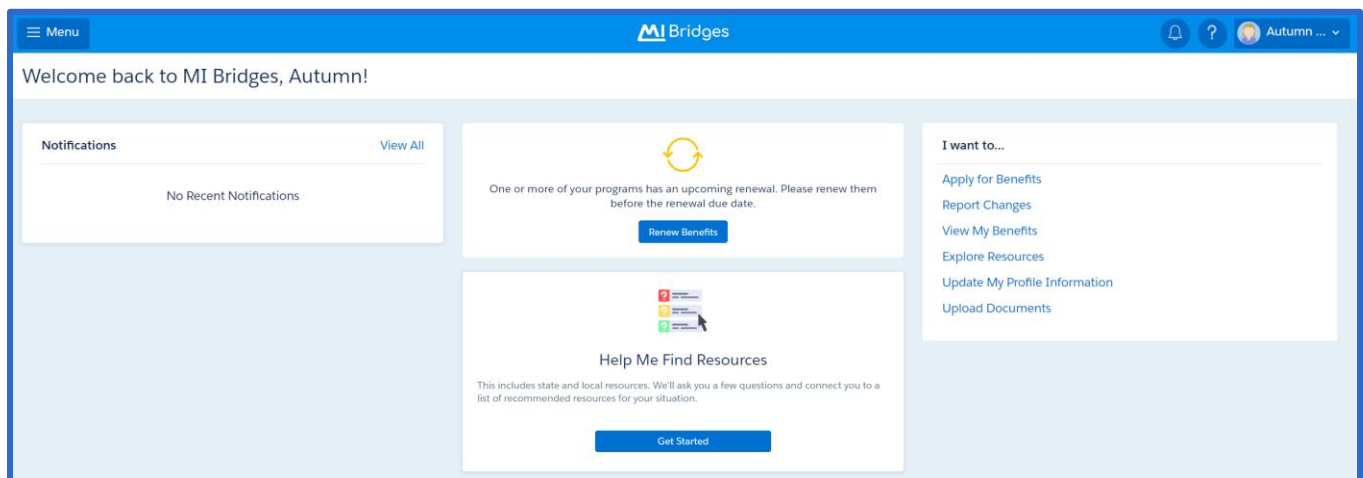 Menu
MI Bridges
?
Autumn ...
Welcome back to MI Bridges, Autumn!
Notifications
View All
No Recent Notifications
One or more of your programs has an upcoming renewal. Please renew them
before the renewal due date.
Renew Benefits
? 
?
?
Help Me Find Resources
This includes state and local resources. We'll ask you a few questions and connect you to a
list of recommended resources for your situation.
Get Started
I want to...
Apply for Benefits
Report Changes
View My Benefits
Explore Resources
Update My Profile Information
Upload Documents